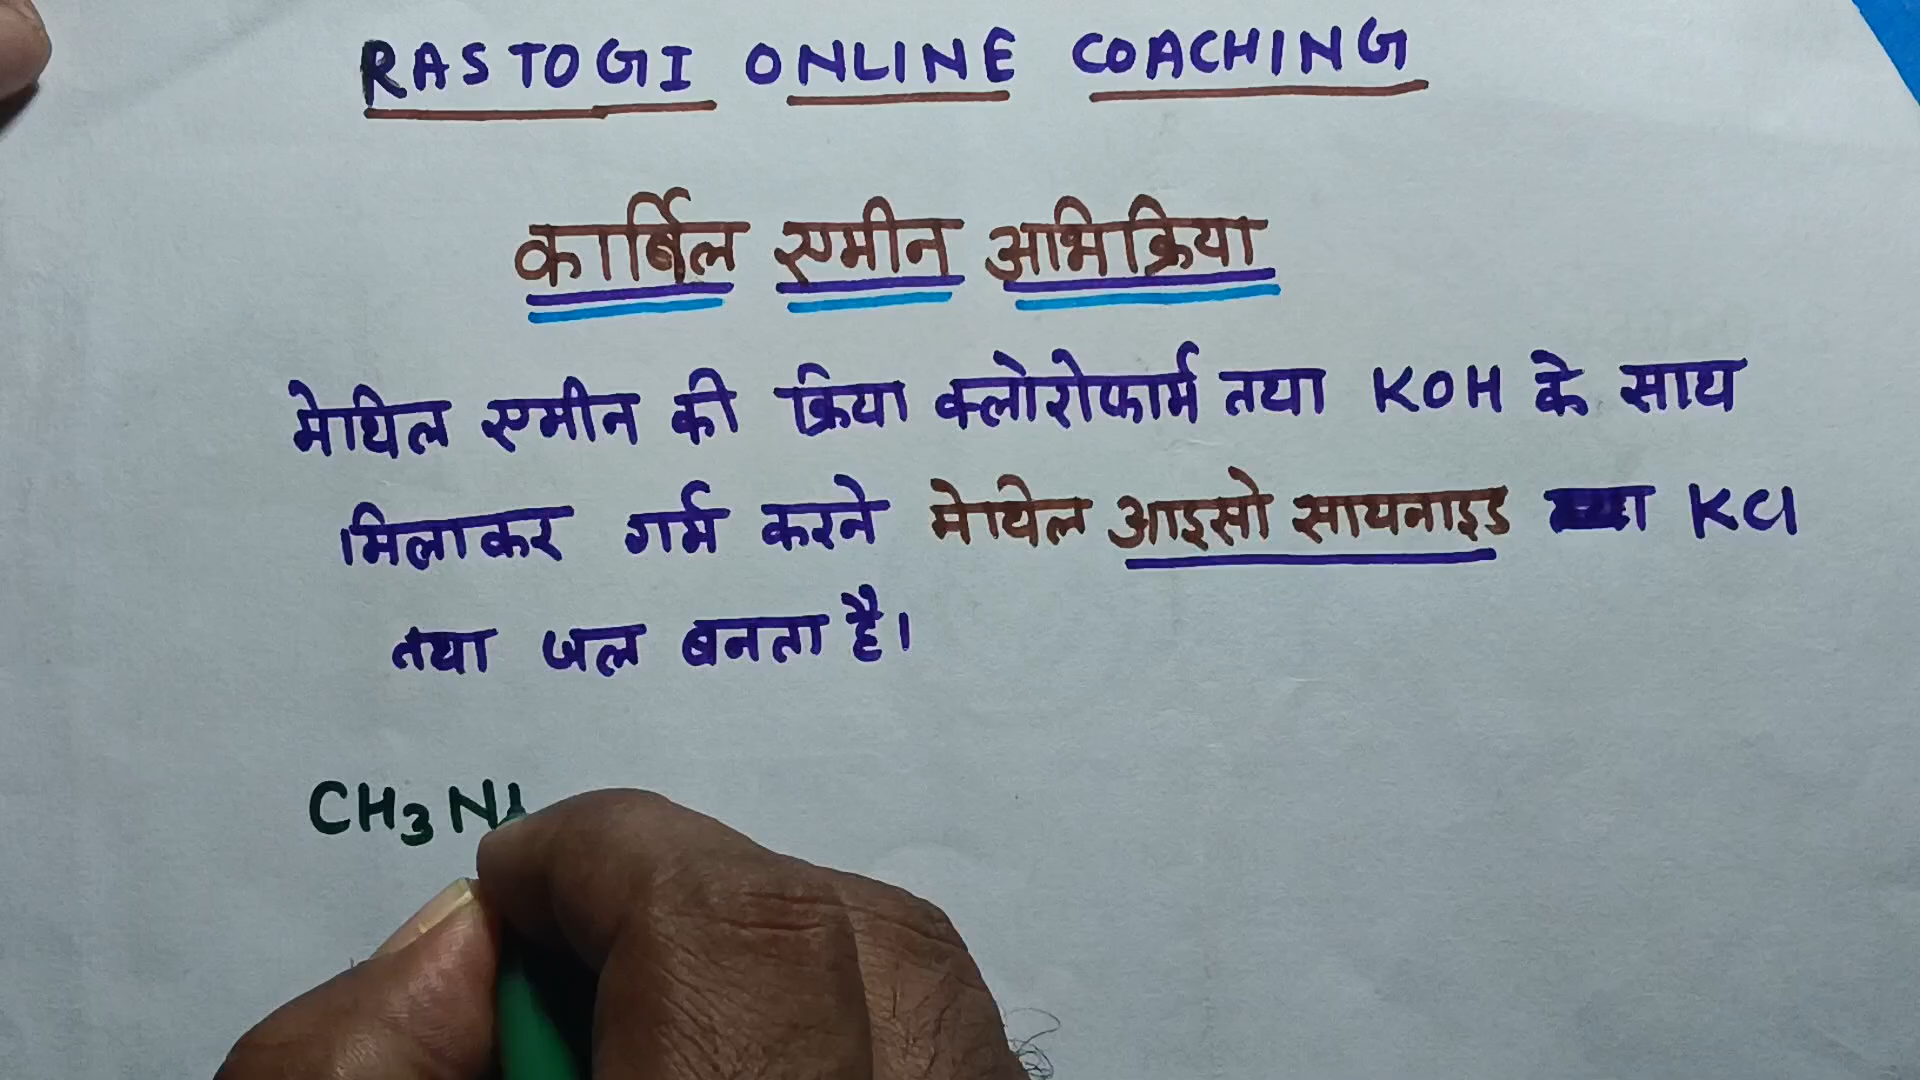 RASTOGI ONLINE COACHING
कार्बिल एमीन अभिक्रिया
मेथिल एमीन की क्रिया क्लोरोफार्म तथा KOH के साथ
मिलाकर गर्म करने मेथिल आइसो सायनाइड KCl
तथा जल बनता है।
CH3N